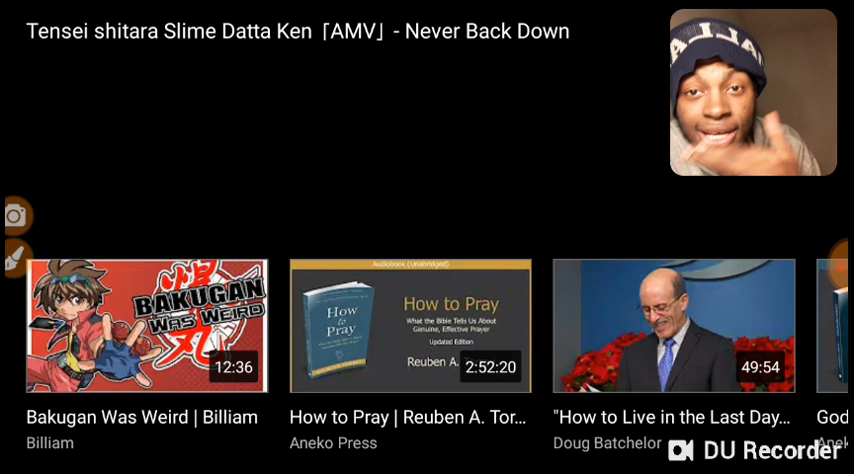 Tensei shitara Slime Datta Ken「AMV」- Never Back Down
BAKUGAN
WAS WEIRD
12:36
Audiobook (Unabridged)
How
to
Pray
How to Pray
What the Bible Tells Us About
Genuine, Effective Prayer
Updated Edition
Reuben A.
2:52:20
49:54
Bakugan Was Weird | Billiam
Billiam
How to Pray | Reuben A. Tor...
Aneko Press
"How to Live in the Last Day...
Doug Batchelor
God
Anek
DU Recorder